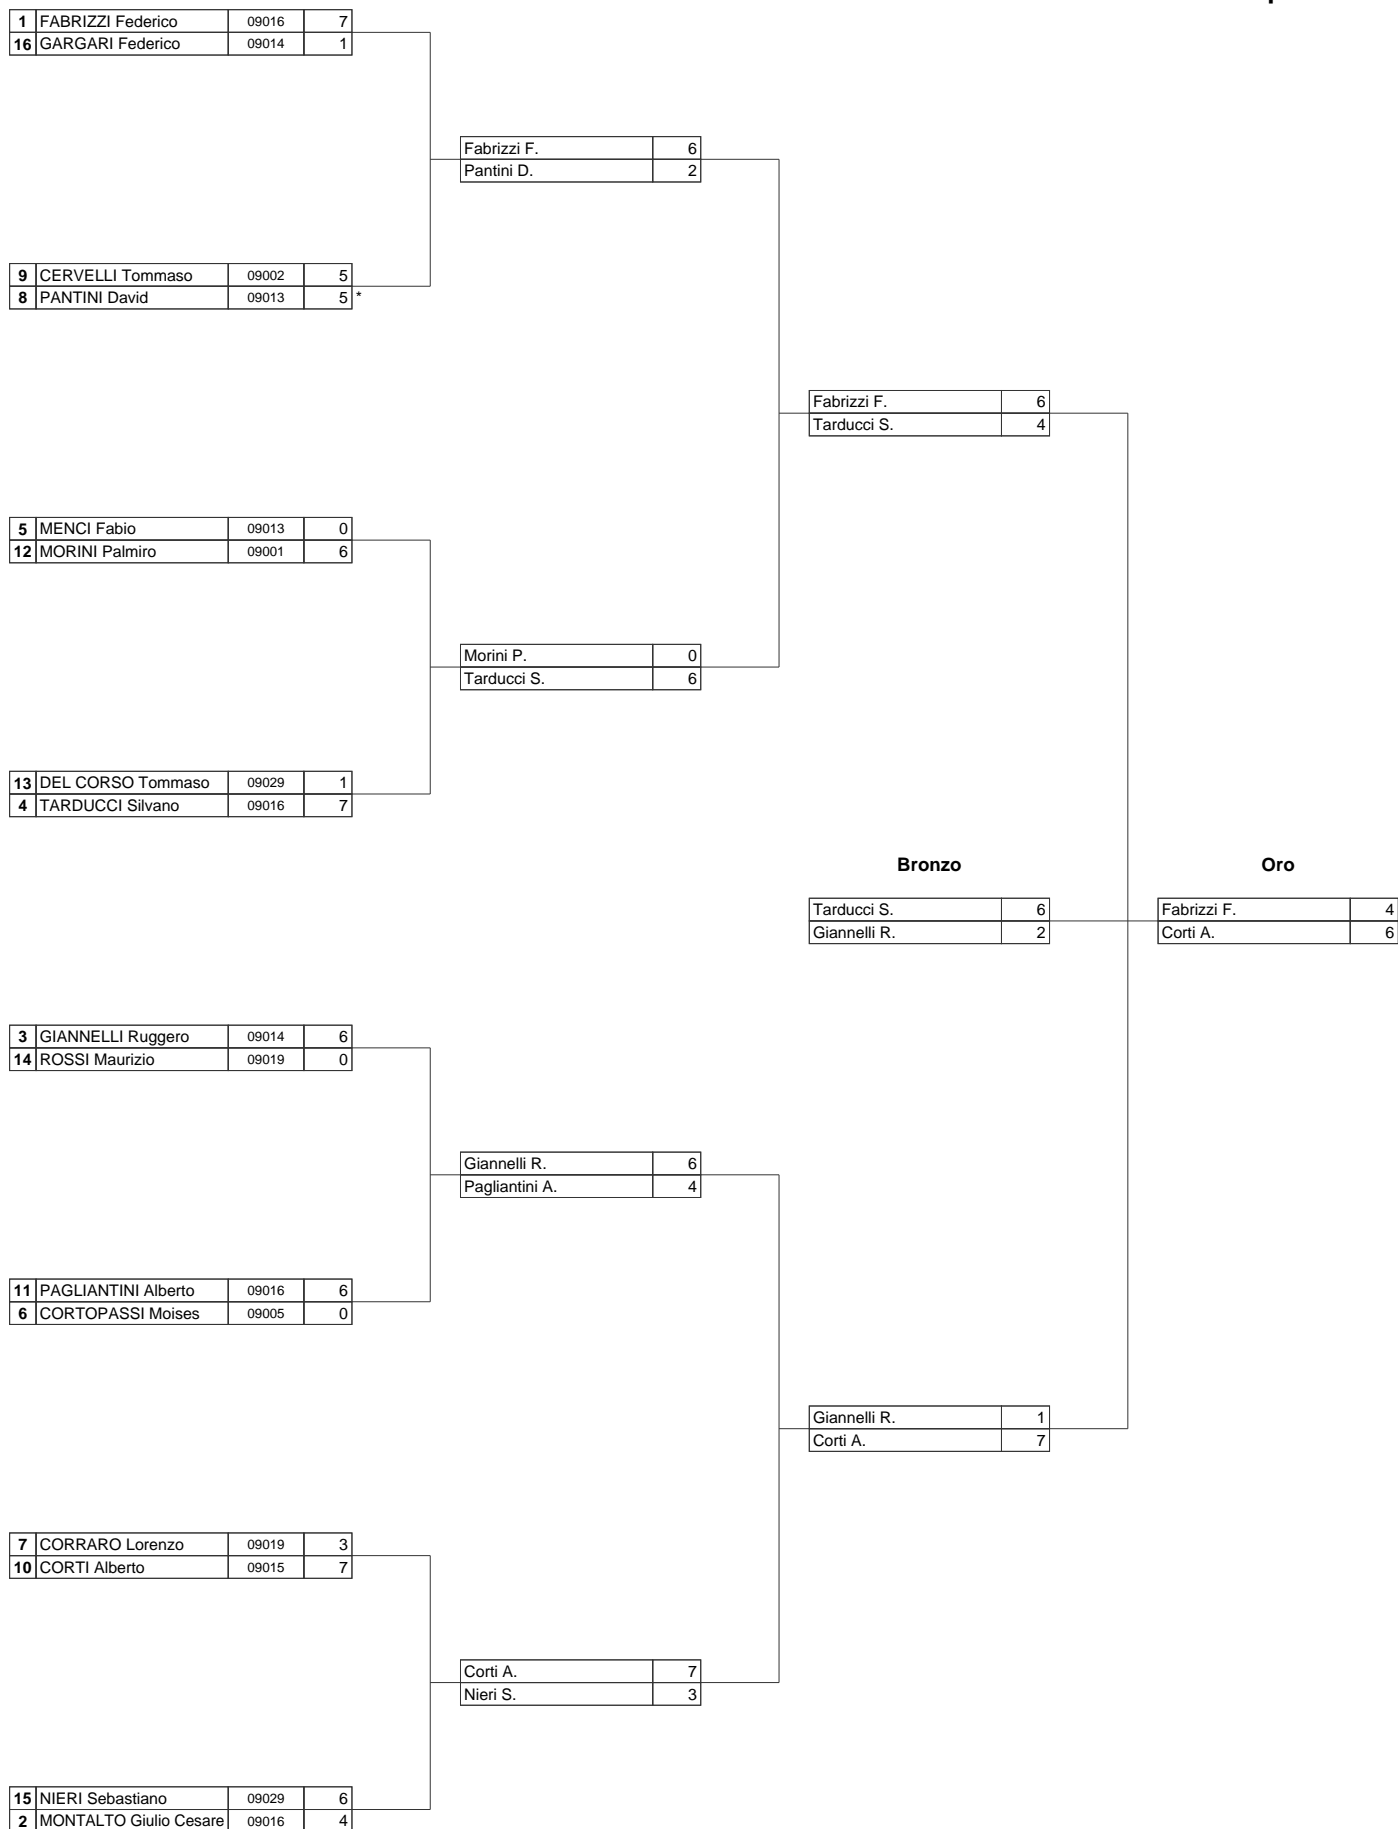 1 FABRIZZI Federico 09016 7
16 GARGARI Federico 09014 1
Fabrizzi F. 6
Pantini D. 2
9 CERVELLI Tommaso 09002 5
8 PANTINI David 09013 5 *
Fabrizzi F. 6
Tarducci S. 4
5 MENCI Fabio 09013 0
12 MORINI Palmiro 09001 6
Morini P. 0
Tarducci S. 6
13 DEL CORSO Tommaso 09029 1
4 TARDUCCI Silvano 09016 7
Bronzo Oro
Tarducci S. 6 Fabrizzi F. 4
Giannelli R. 2 Corti A. 6
3 GIANNELLI Ruggero 09014 6
14 ROSSI Maurizio 09019 0
Giannelli R. 6
Pagliantini A. 4
11 PAGLIANTINI Alberto 09016 6
6 CORTOPASSI Moises 09005 0
Giannelli R. 1
Corti A. 7
7 CORRARO Lorenzo 09019 3
10 CORTI Alberto 09015 7
Corti A. 7
Nieri S. 3
15 NIERI Sebastiano 09029 6
2 MONTALTO Giulio Cesare 09016 4